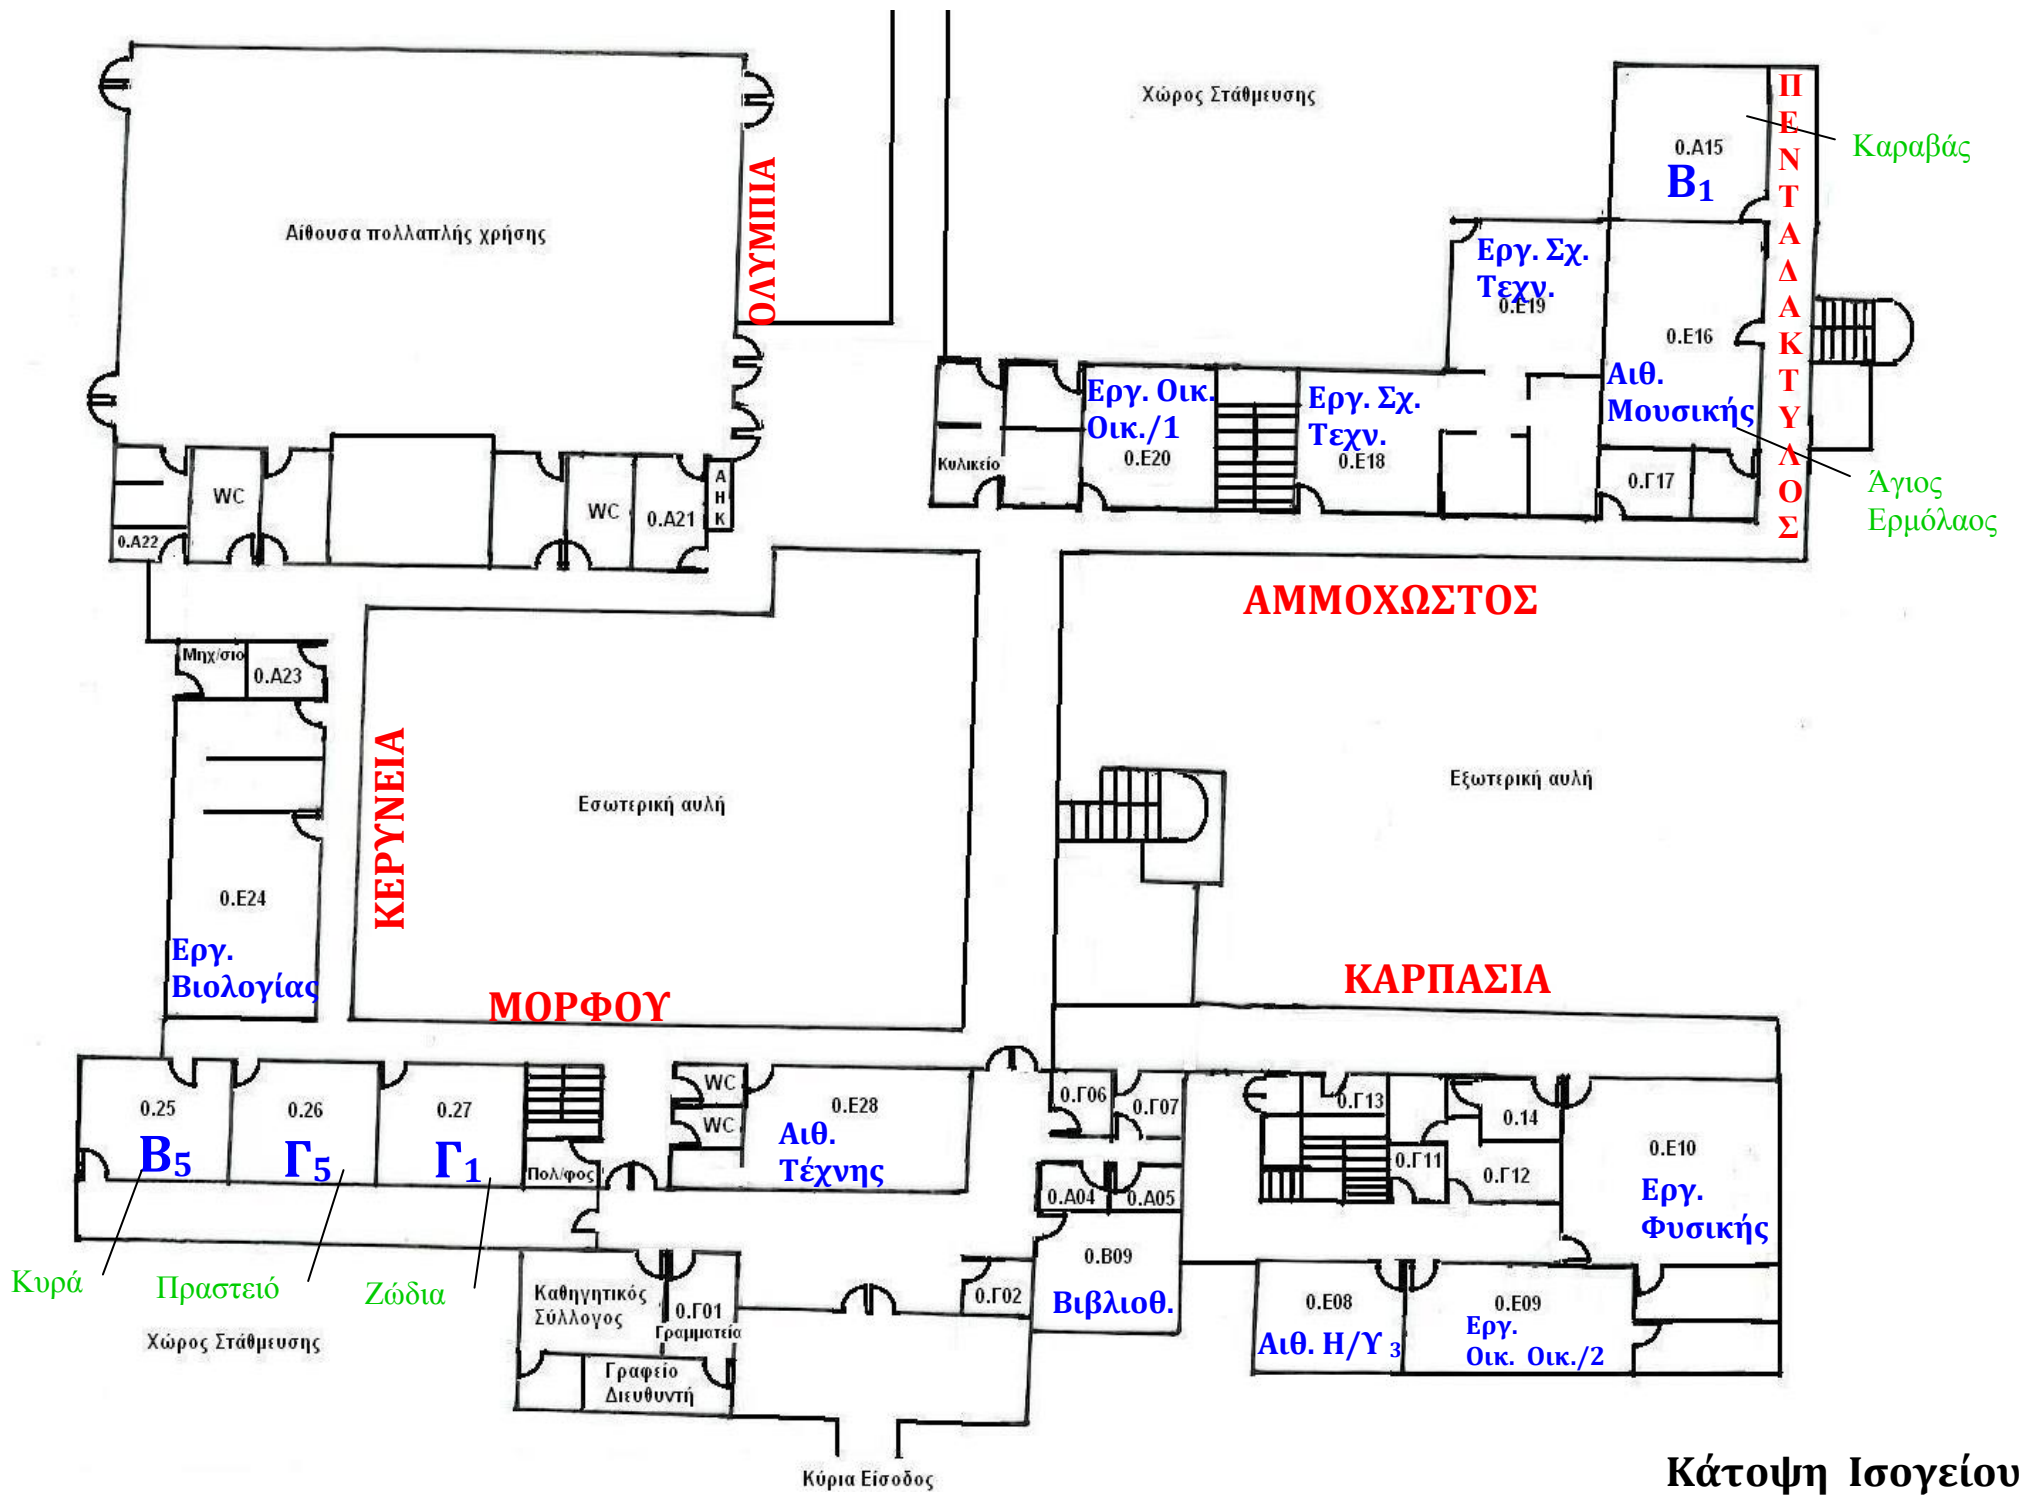 Χώρος Στάθμευσης
ΠΕΝΤΑΔΑΚΤΥΛΟΣ
Καραβάς
0.Α15
Β1
ΟΛΥΜΠΙΑ
Αίθουσα πολλαπλής χρήσης
Εργ. Σχ.
Τεχν.
0.Ε19
0.Ε16
Αιθ.
Μουσικής
Εργ. Οικ.
Οικ./1
0.Ε20
Εργ. Σχ.
Τεχν.
0.Ε18
Κυλικείο
0.Γ17
Άγιος
Ερμόλαος
WC
WC
0.Α21
ΑΗΚ
0.Α22
ΑΜΜΟΧΩΣΤΟΣ
Μηχ/σιο
0.Α23
ΚΕΡΥΝΕΙΑ
Εσωτερική αυλή
Εξωτερική αυλή
0.Ε24
Εργ.
Βιολογίας
ΜΟΡΦΟΥ
ΚΑΡΠΑΣΙΑ
0.25
Β5
0.26
Γ5
0.27
Γ1
Πολ/φος
WC
WC
0.Ε28
Αιθ.
Τέχνης
0.Γ06
0.Γ07
0.Γ13
0.14
0.Γ11
0.Γ12
0.Ε10
Εργ.
Φυσικής
0.Α04
0.Α05
0.Β09
Βιβλιοθ.
Κυρά
Πραστειό
Ζώδια
Χώρος Στάθμευσης
Καθηγητικός
Σύλλογος
0.Γ01
Γραμματεία
Γραφείο
Διευθυντή
0.Γ02
0.Ε08
Αιθ. Η/Υ 3
0.Ε09
Εργ.
Οικ. Οικ./2
Κύρια Είσοδος
Κάτοψη Ισογείου